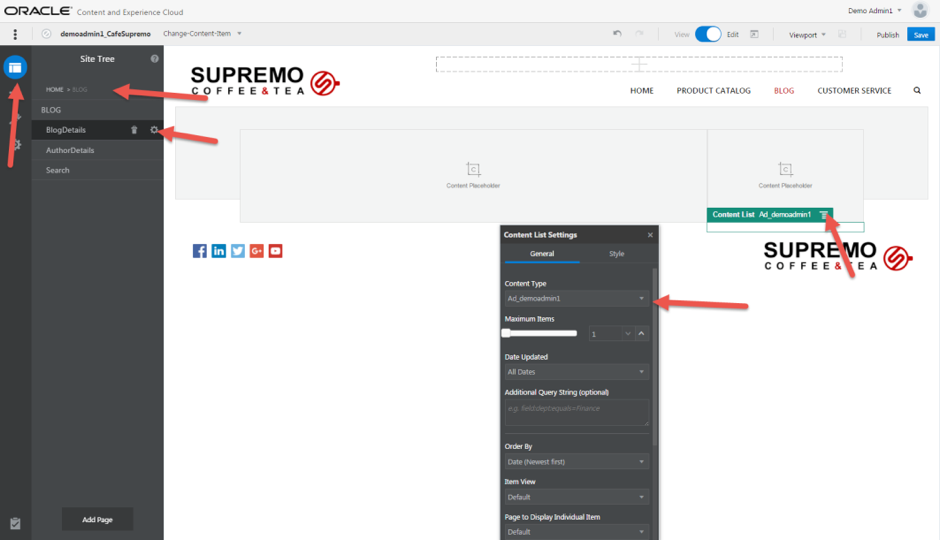 ORACLE® Content and Experience Cloud
Demo Admin1
demoadmin1_CafeSupremo
Change-Content-Item
View
Edit
Viewport
Publish
Save
Site Tree
HOME > BLOG
BLOG
BlogDetails
AuthorDetails
Search
Add Page
SUPREMO
COFFEE&TEA
HOME
PRODUCT CATALOG
BLOG
CUSTOMER SERVICE
Content Placeholder
Content Placeholder
Content List Ad_demoadmin1
SUPREMO
COFFEE&TEA
Content List Settings
General
Style
Content Type
Ad_demoadmin1
Maximum Items
1
Date Updated
All Dates
Additional Query String (optional)
e.g. field:dept:equals=finance
Order By
Date (Newest first)
Item View
Default
Page to Display Individual Item
Default